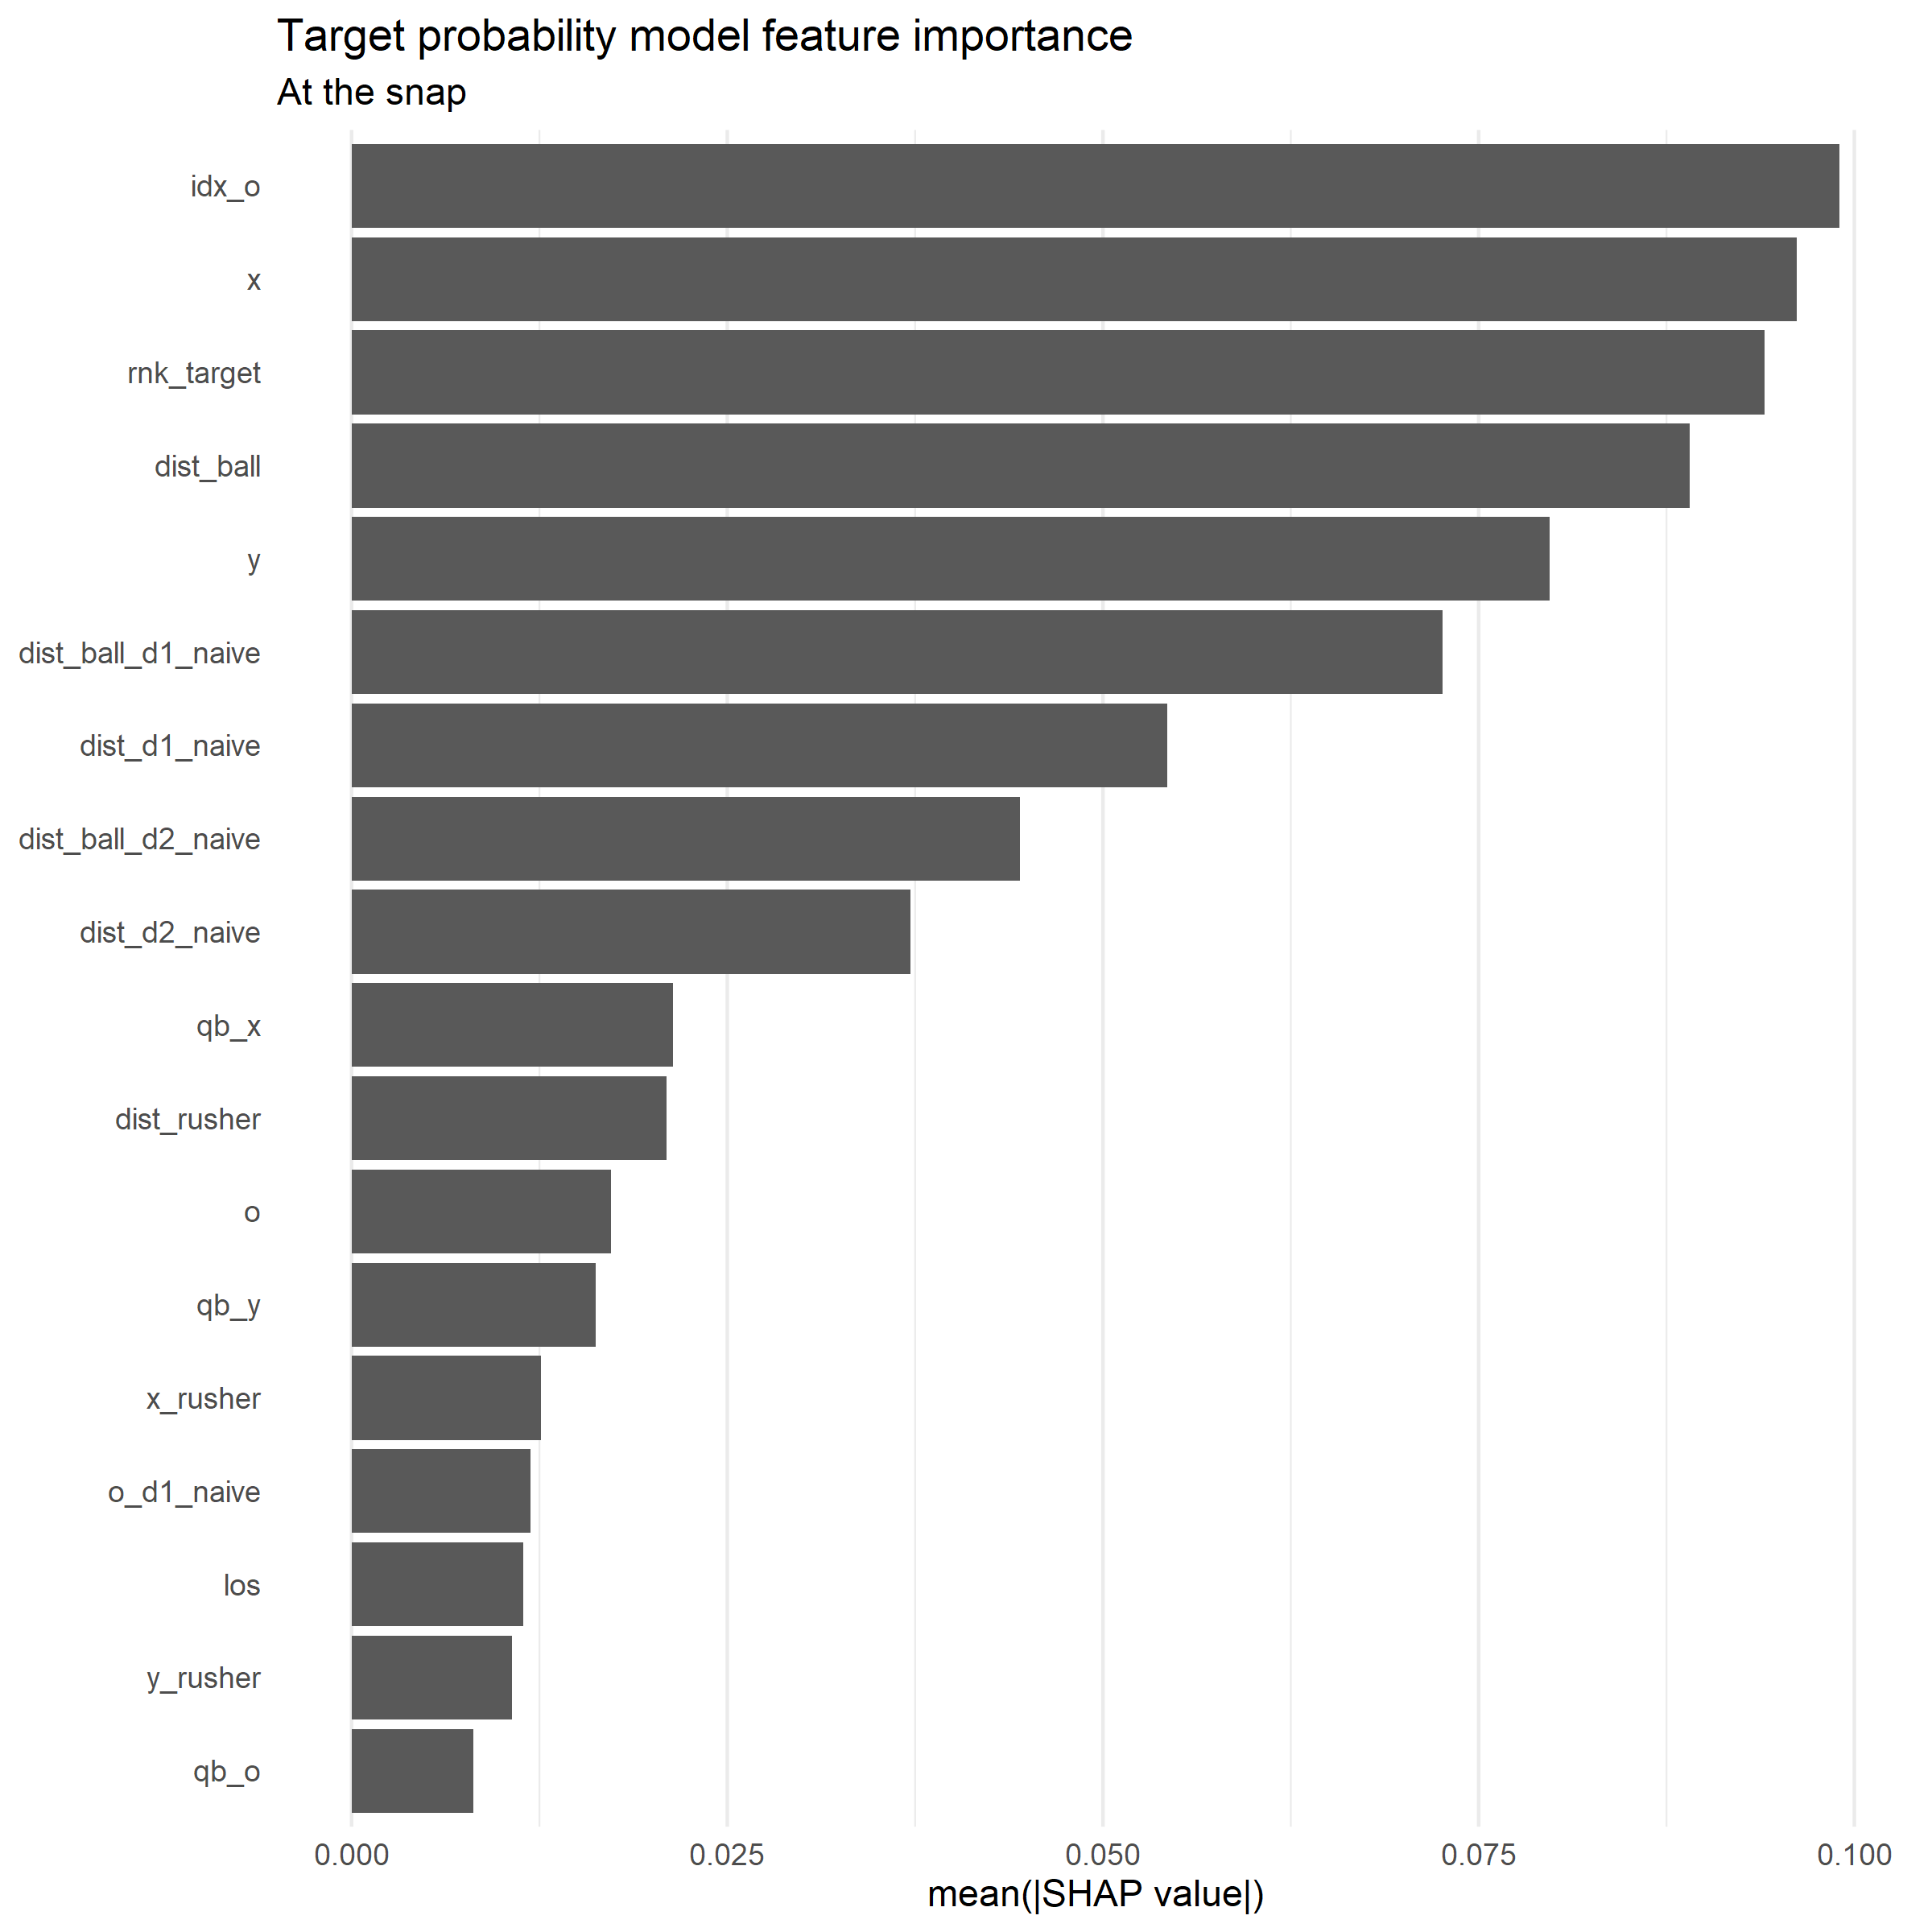 Target probability model feature importance
At the snap
idx_o
x
rnk_target
dist_ball
y
dist_ball_d1_naive
dist_d1_naive
dist_ball_d2_naive
dist_d2_naive
qb_x
dist_rusher
o
qb_y
x_rusher
o_d1_naive
los
y_rusher
qb_o
0.000 0.025 0.050 0.075 0.100
mean(|SHAP value|)